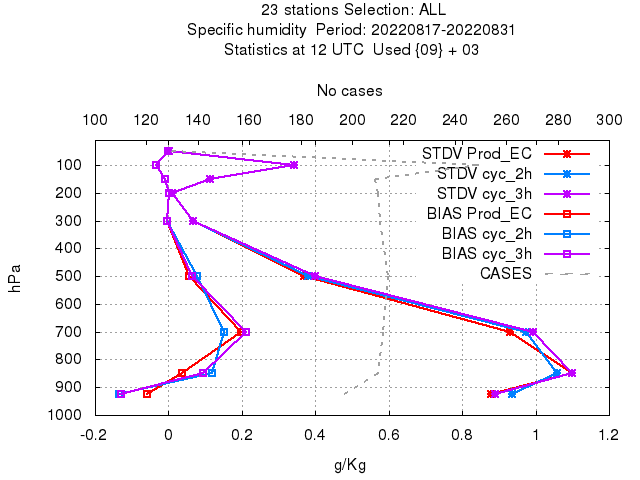 23 stations Selection: ALL
Specific humidity  Period: 20220817-20220831
Statistics at 12 UTC  Used {09} + 03
No cases
100 120 140 160 180 200 220 240 260 280 300
STDV Prod_EC
STDV cyc_2h
STDV cyc_3h
BIAS Prod_EC
BIAS cyc_2h
BIAS cyc_3h
CASES
100
200
300
400
500
600
700
800
900
1000
hPa
-0.2 0 0.2 0.4 0.6 0.8 1 1.2
g/Kg